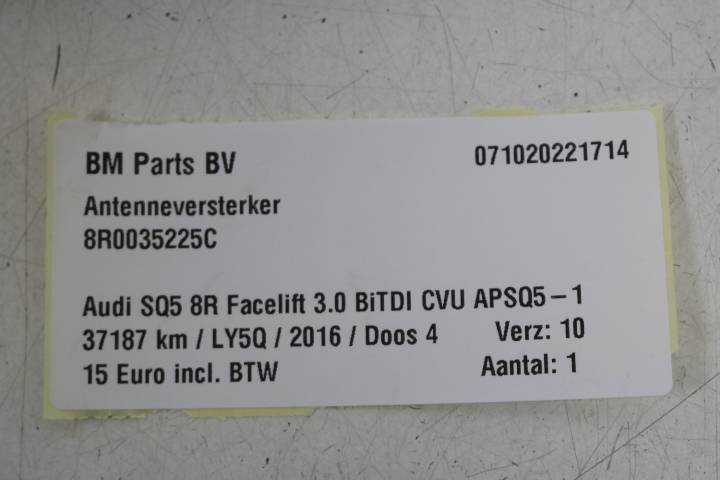 BM Parts BV 071020221714
Antenneversterker
8R0035225C
Audi SQ5 8R Facelift 3.0 BiTDI CVU APSQ5 – 1
37187 km / LY5Q / 2016 / Doos 4 Verz: 10
15 Euro incl. BTW Aantal: 1